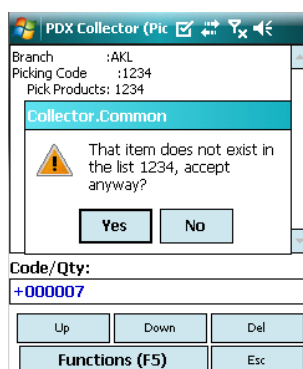 PDX Collector (Pic
Branch :AKL
Picking Code :1234
Pick Products: 1234
Collector.Common
That item does not exist in
the list 1234, accept
anyway?
Yes No
Code/Qty:
+000007
Up Down Del
Functions (F5) Esc